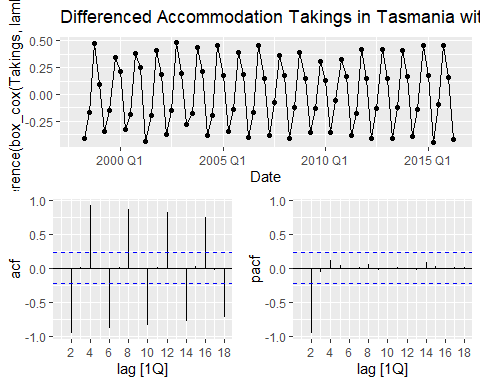 Differenced Accommodation Takings in Tasmania wit
rence(box_cox(Takings, laml
0.50
0.25
0.00
-0.25
2000 Q1 2005 Q1 2010 Q1 2015 Q1
Date
acf
1.0
0.5
0.0
-0.5
-1.0
2 4 6 8 10 12 14 16 18
lag [1Q]
pacf
1.0
0.5
0.0
-0.5
-1.0
2 4 6 8 10 12 14 16 18
lag [1Q]